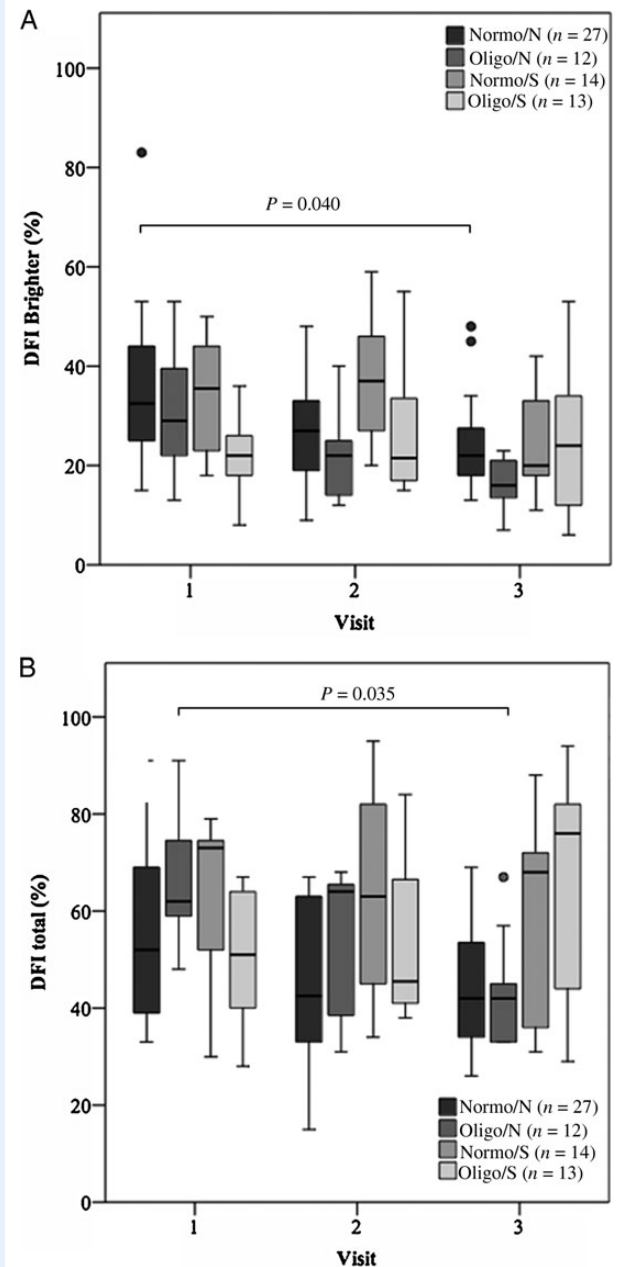 A
Normo/N (n = 27)
Oligo/N (n = 12)
Normo/S (n = 14)
Oligo/S (n = 13)
100
80
60
40
20
0
DFI Brighter (%)
P = 0.040
1 2 3
Visit
B
P = 0.035
100
80
60
40
20
0
DFI total (%)
Normo/N (n = 27)
Oligo/N (n = 12)
Normo/S (n = 14)
Oligo/S (n = 13)
1 2 3
Visit